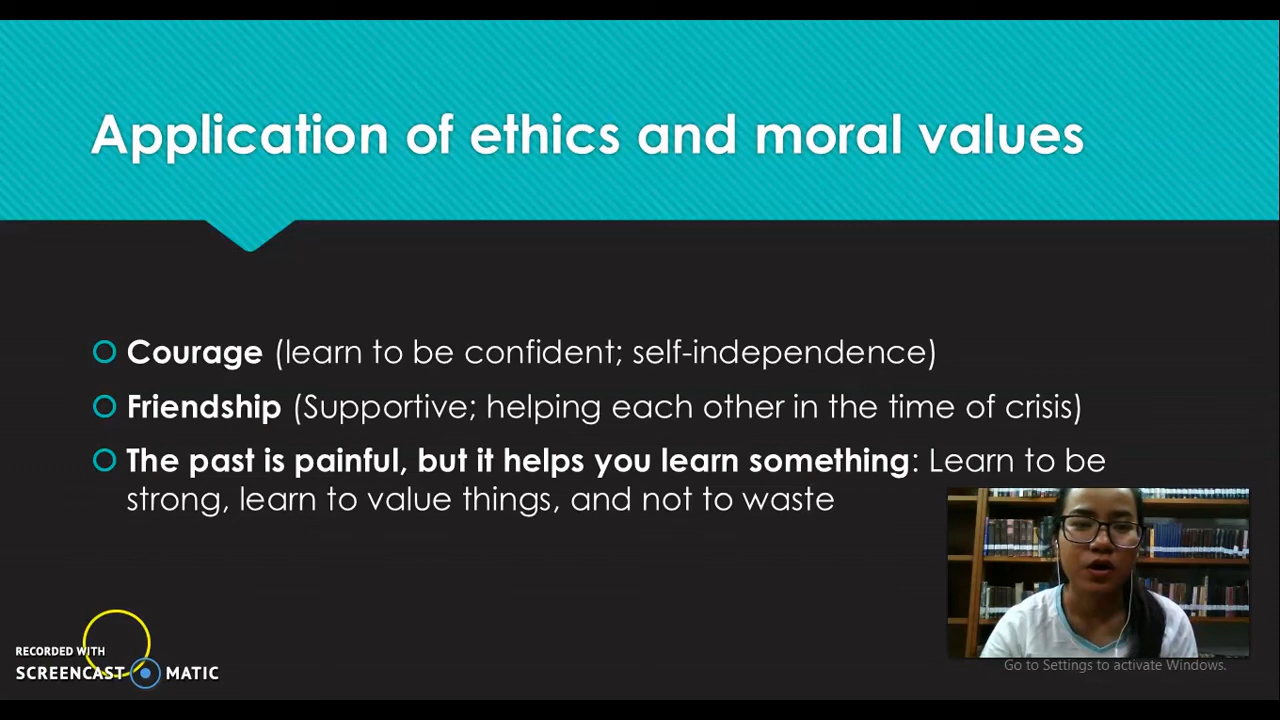 Application of ethics and moral values
Courage (learn to be confident; self-independence)
Friendship (Supportive; helping each other in the time of crisis)
The past is painful, but it helps you learn something: Learn to be
strong, learn to value things, and not to waste
RECORDED WITH
SCREENCAST MATIC
Go to Settings to activate Windows.